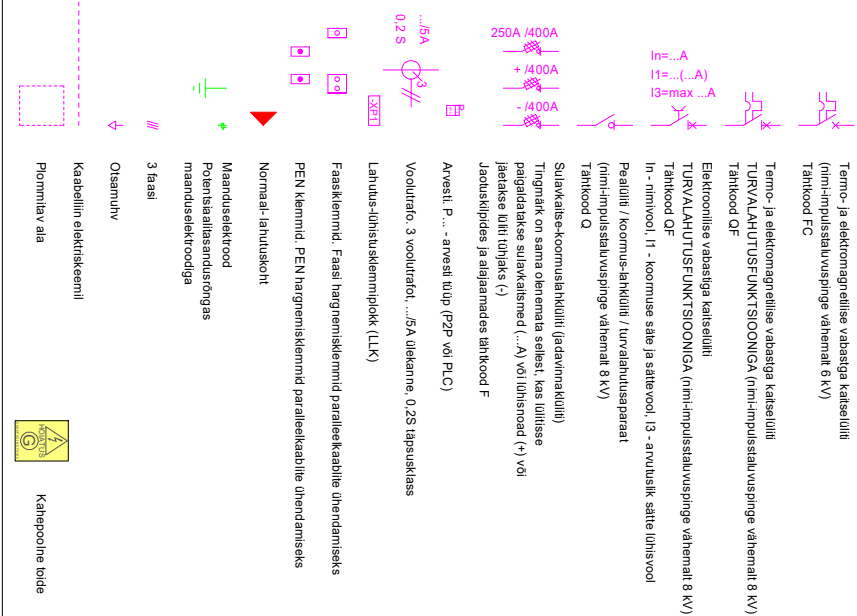 Termo- ja elektromagnetilise vabastiga kaitselüliti
(nimi-impulsstaluvuspinge vähemalt 6 kV)
Tähtkood FC
Termo- ja elektromagnetilise vabastiga kaitselüliti
TURVALAHUTUSFUNKTSIOONIGA (nimi-impulsstaluvuspinge vähemalt 8 kV)
Tähtkood QF
In=...A
I1=...(...A)
I3=max ...A
Elektroonilise vabastiga kaitselüliti
TURVALAHUTUSFUNKTSIOONIGA (nimi-impulsstaluvuspinge vähemalt 8 kV)
Tähtkood QF
In - nimivool, I1 - koormuse säte ja sättevool, I3 - arvutuslik sätte lühisvool
Pealüliti / koormus-lahklüliti / turvalahutusaparaat
(nimi-impulsstaluvuspinge vähemalt 8 kV)
Tähtkood Q
250A /400A
+ /400A
- /400A
Sulavkaitse-koormuslahklüliti (jadavinnaklüliti)
Tingmärk on sama olenemata sellest, kas lülitisse
paigaldatakse sulavkaitsmed (...A) või lühisnoad (+) või
jäetakse lüliti tühjaks (-)
Jaotuskilpides ja alajaamades tähtkood F
Arvesti. P... - arvesti tüüp (P2P või PLC)
.../5A
0,2 S
3
Voolutrafo. 3 voolutrafot, .../5A ülekanne, 0,2S täpsusklass
-XP1
Lahutus-lühistusklemmiplokk (LLK)
Faasiklemmid. Faasi hargnemisklemmid paralleelkaablite ühendamiseks
PEN klemmid. PEN hargnemisklemmid paralleelkaablite ühendamiseks
Normaal- lahutuskoht
Maanduselektrood
Potentsiaalitasandusrõngas
maanduselektroodiga
3 faasi
Otsamuhv
Kaabelliin elektriskeemil
Plommitav ala
HOIATUS
G
Kahepoolne toide